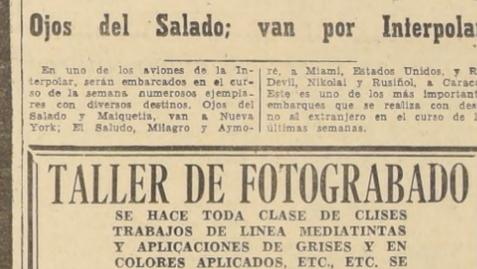 Ojos del Salado; van por Interpolar
En uno de los aviones de la In-
terpolar, serán embarcados en el cur-
so de la semana numerosos ejempla-
res con diversos destinos. Ojos del
Salado y Maiquetia, van a Nueva
York; El Saludo, Milagro y Aymo-
ré, a Miami, Estados Unidos, y R
Devil, Nikolai y Rusiñol, a Carac
Este es uno de los más important
embarques que se realiza con des
no al extranjero en el curso de l
últimas semanas.
TALLER DE FOTOGRABADO
SE HACE TODA CLASE DE CLISES
TRABAJOS DE LINEA MEDIATINTAS
Y APLICACIONES DE GRISES Y EN
COLORES APLICADOS, ETC., ETC. SE